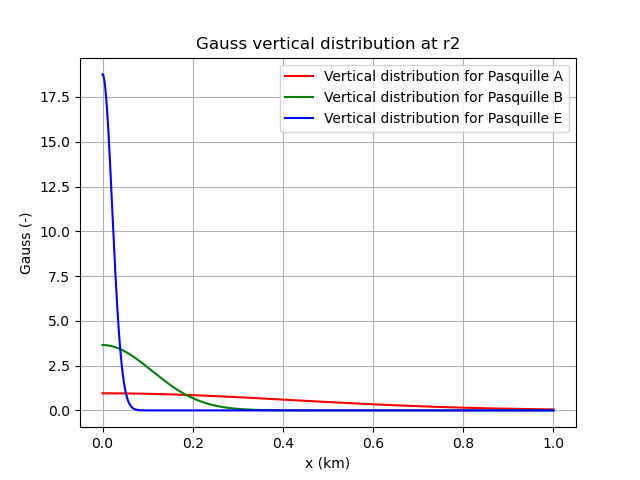 Gauss vertical distribution at r2
Vertical distribution for Pasquille A
Vertical distribution for Pasquille B
Vertical distribution for Pasquille E
Gauss (-)
17.5
15.0
12.5
10.0
7.5
5.0
2.5
0.0
0.0 0.2 0.4 0.6 0.8 1.0
x (km)